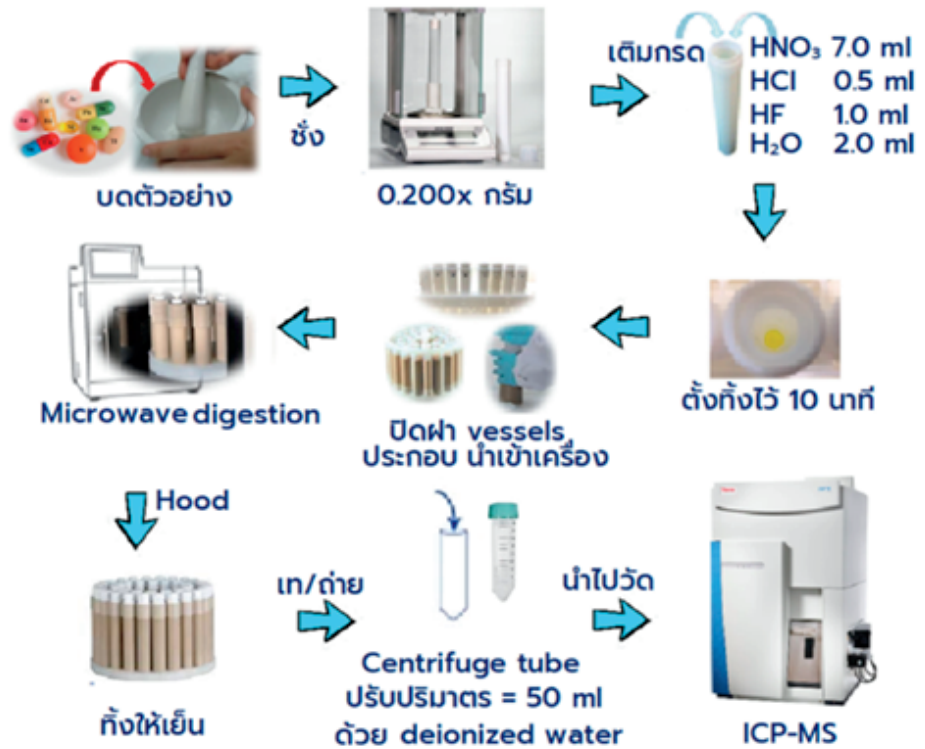 บดตัวอย่าง
ชั่ง
0.200x กรัม
เติมกรด
HNO₃ 7.0 ml
HCl 0.5 ml
HF 1.0 ml
H₂O 2.0 ml
ตั้งทิ้งไว้ 10 นาที
ปิดฝา vessels
ประกอบ นำเข้าเครื่อง
Microwave digestion
Hood
ทิ้งให้เย็น
เท/ถ่าย
Centrifuge tube
ปรับปริมาตร = 50 ml
ด้วย deionized water
นำไปวัด
ICP-MS